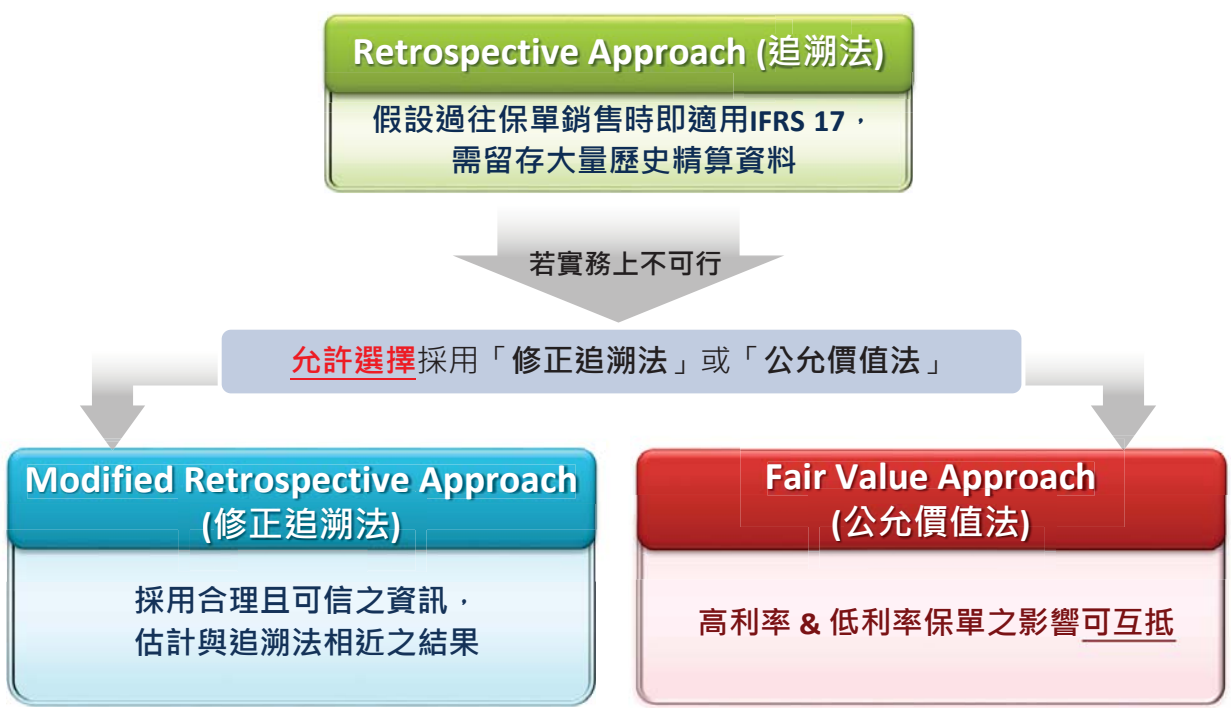 Retrospective Approach (追溯法)
假設過往保單銷售時即適用IFRS 17，
需留存大量歷史精算資料
若實務上不可行
允許選擇採用「修正追溯法」或「公允價值法」
Modified Retrospective Approach
(修正追溯法)
採用合理且可信之資訊，
估計與追溯法相近之結果
Fair Value Approach
(公允價值法)
高利率 & 低利率保單之影響可互抵